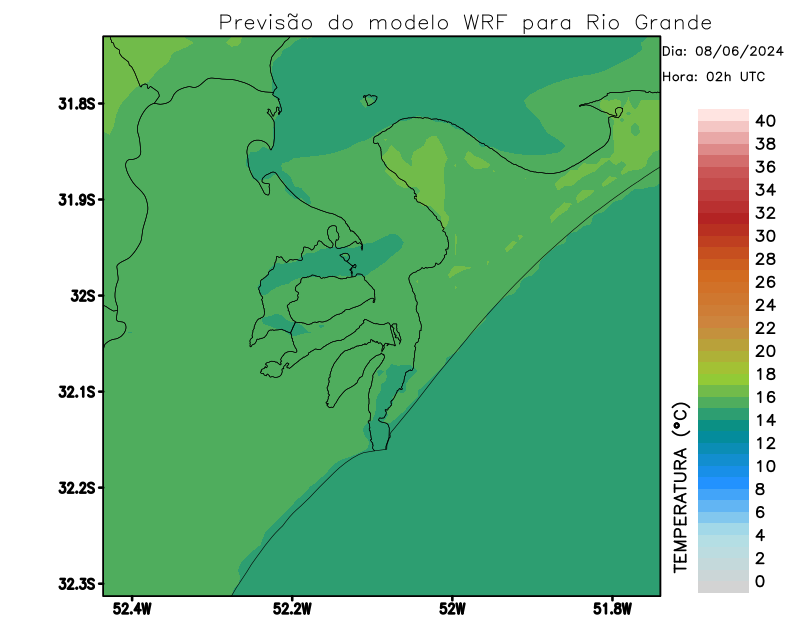 Previsão do modelo WRF para Rio Grande
Dia: 08/06/2024
Hora: 02h UTC
31.8S
31.9S
32S
32.1S
32.2S
32.3S
52.4W
52.2W
52W
51.8W
TEMPERATURA (°C)
40
38
36
34
32
30
28
26
24
22
20
18
16
14
12
10
8
6
4
2
0